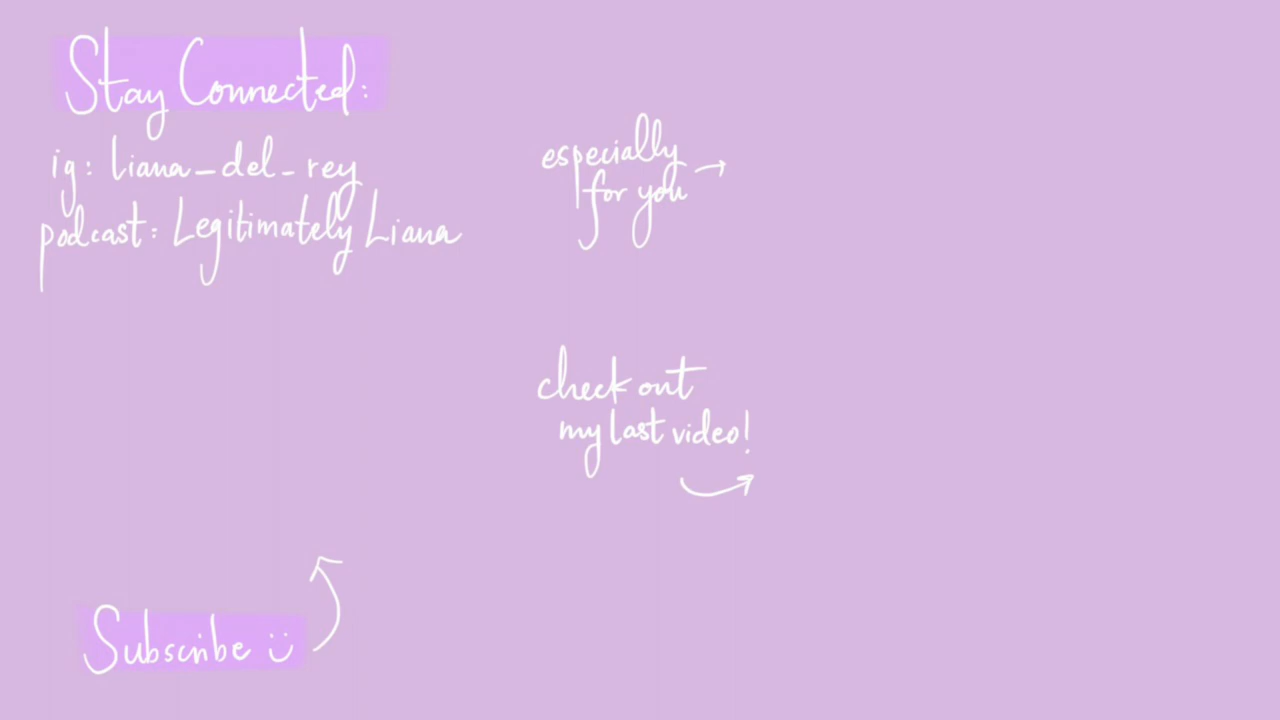 Stay Connected:
ig: liana_del_rey
podcast: Legitimately Liana
especially
for you
check out
my last video!
Subscribe